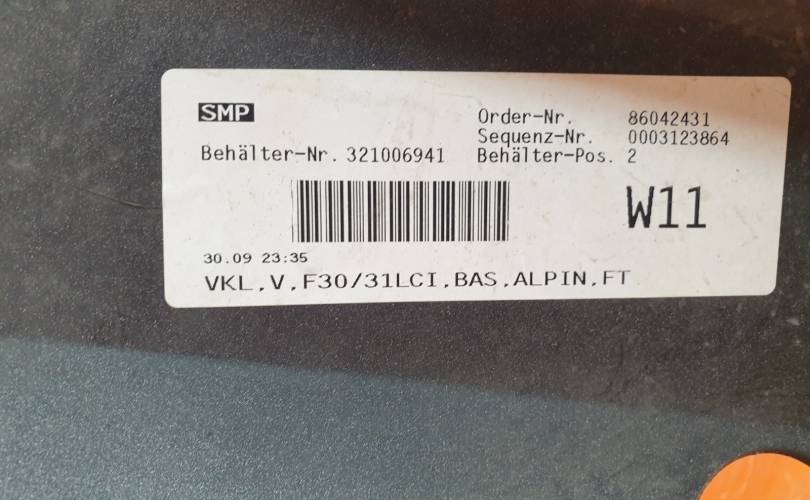 SMP
Order-Nr. 86042431
Sequenz-Nr. 0003123864
Behälter-Nr. 321006941 Behälter-Pos. 2
W11
30.09 23:35
VKL,V,F30/31LCI,BAS,ALPIN,FT